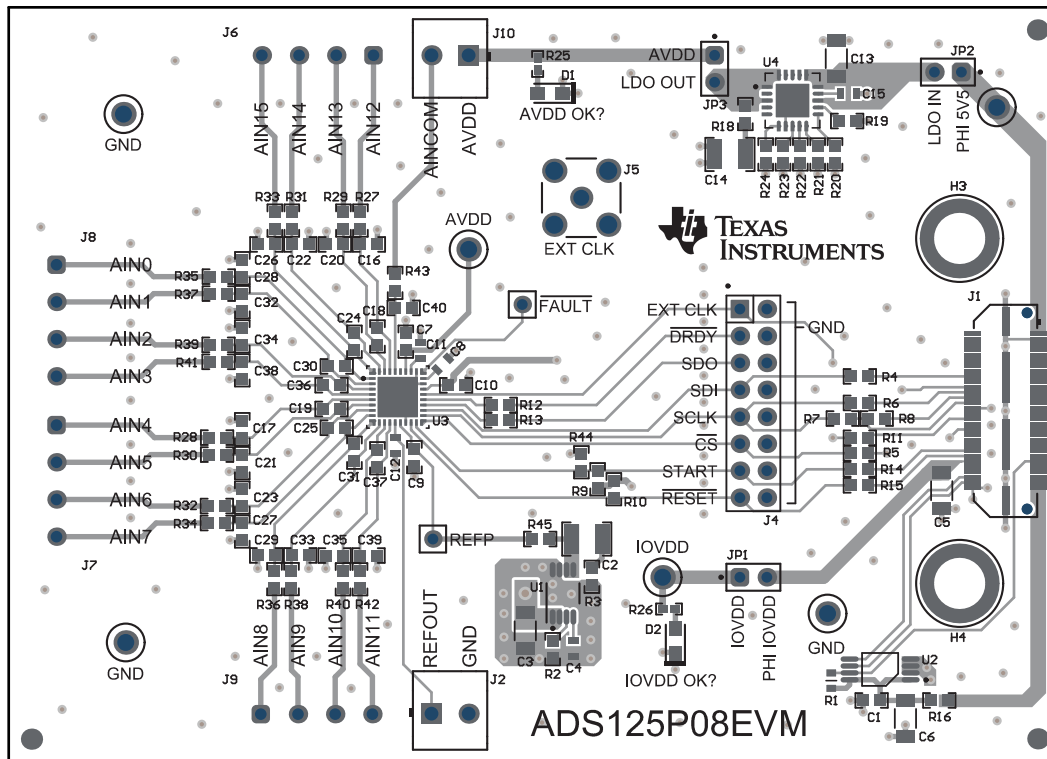 J6
J10
AVDD
LDO OUT
JP3
R25
D1
AVDD OK?
U4
C13
C15
R19
R18
C14
R24
R23
R22
R21
R20
JP2
LDO IN
PHI 5V5
GND
AIN15
AIN14
AIN13
AIN12
AINCOM
AVDD
J5
EXT CLK
TEXAS
INSTRUMENTS
H3
R33
R31
R29
R27
C26
C22
C20
C16
AVDD
R43
C40
J8
AIN0
AIN1
AIN2
AIN3
AIN4
AIN5
AIN6
AIN7
J7
R35
R37
R39
R41
R28
R30
R32
R34
C28
C32
C34
C38
C17
C21
C23
C27
C24
C18
C7
C11
C8
C30
C36
C10
C19
C25
U3
C31
C37
C12
C9
FAULT
R12
R13
R44
R9
R10
EXT CLK
DRDY
SDO
SDI
SCLK
CS
START
RESET
GND
J4
J1
R4
R6
R7
R8
R11
R5
R14
R15
C5
C29
C33
C35
C39
R36
R38
R40
R42
AIN8
AIN9
AIN10
AIN11
J9
GND
REFP
R45
C2
R3
U1
C3
R2
C4
REFOUT
GND
J2
IOVDD
JP1
R26
D2
IOVDD OK?
IOVDD
PHI IOVDD
GND
H4
U2
R1
C1
C6
R16
ADS125P08EVM